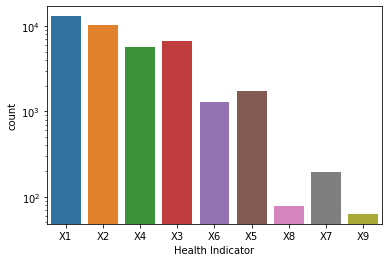 10⁴
10³
10²
count
X1 X2 X4 X3 X6 X5 X8 X7 X9
Health Indicator